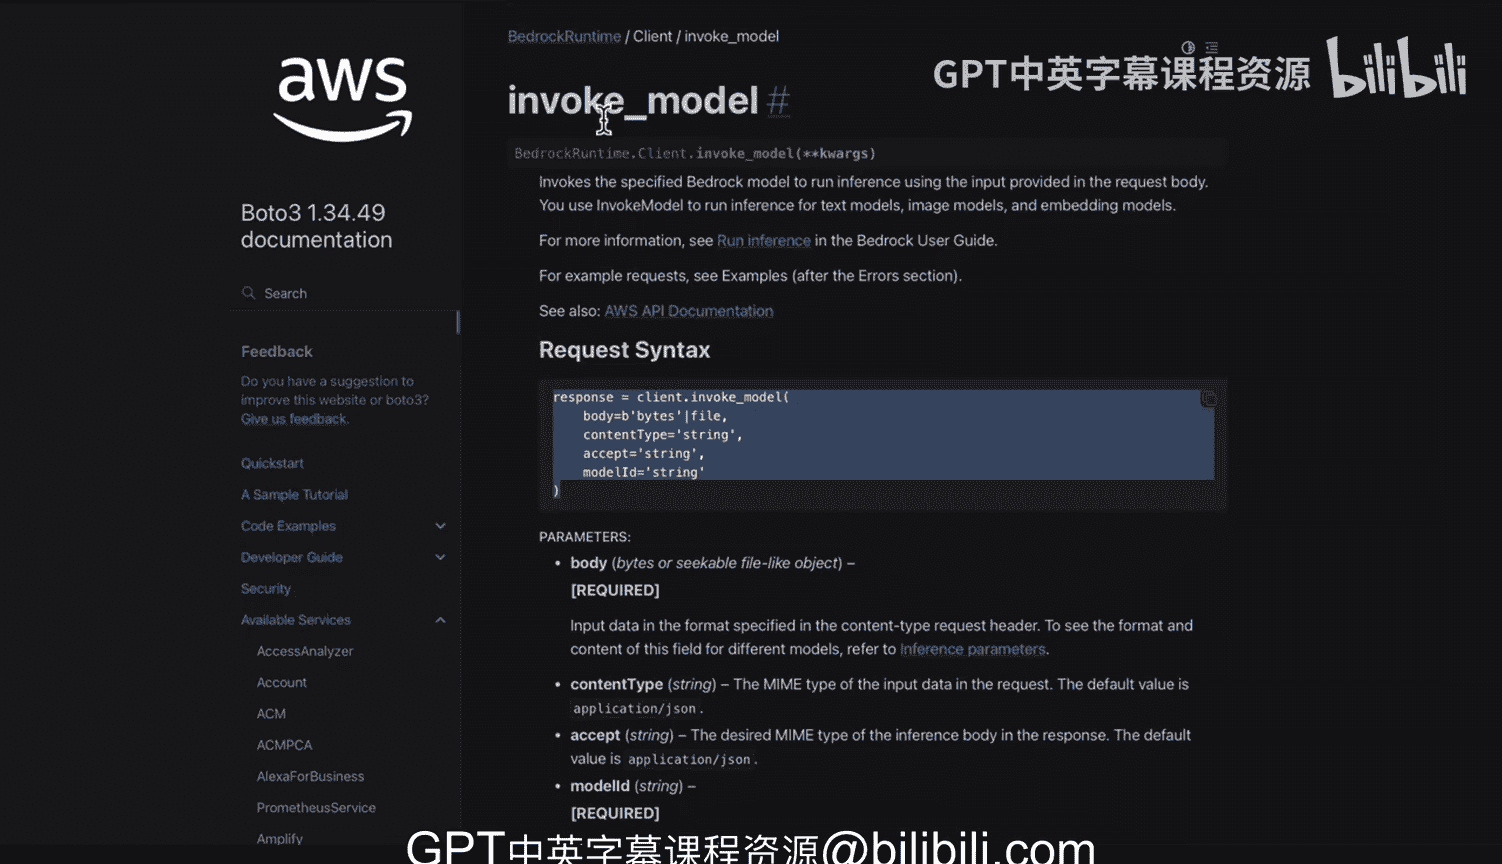 BedrockRuntime / Client / invoke_model
GPT中英字幕课程资源 bilibili
aws
invoke_model #
BedrockRuntime.Client.invoke_model(**kwargs)
Invokes the specified Bedrock model to run inference using the input provided in the request body.
You use InvokeModel to run inference for text models, image models, and embedding models.
For more information, see Run inference in the Bedrock User Guide.
For example requests, see Examples (after the Errors section).
See also: AWS API Documentation
Boto3 1.34.49
documentation
Search
Feedback
Do you have a suggestion to
improve this website or boto3?
Give us feedback.
Quickstart
A Sample Tutorial
Code Examples
Developer Guide
Security
Available Services
AccessAnalyzer
Account
ACM
ACMPCA
AlexaForBusiness
PrometheusService
Amplify
Request Syntax
response = client.invoke_model(
body=b'bytes'|file,
contentType='string',
accept='string',
modelId='string'
)
PARAMETERS:
• body (bytes or seekable file-like object) –
[REQUIRED]
Input data in the format specified in the content-type request header. To see the format and
content of this field for different models, refer to Inference parameters.
• contentType (string) – The MIME type of the input data in the request. The default value is
application/json.
• accept (string) – The desired MIME type of the inference body in the response. The default
value is application/json.
• modelId (string) –
[REQUIRED]
GPT中英字幕课程资源@bilibili.com